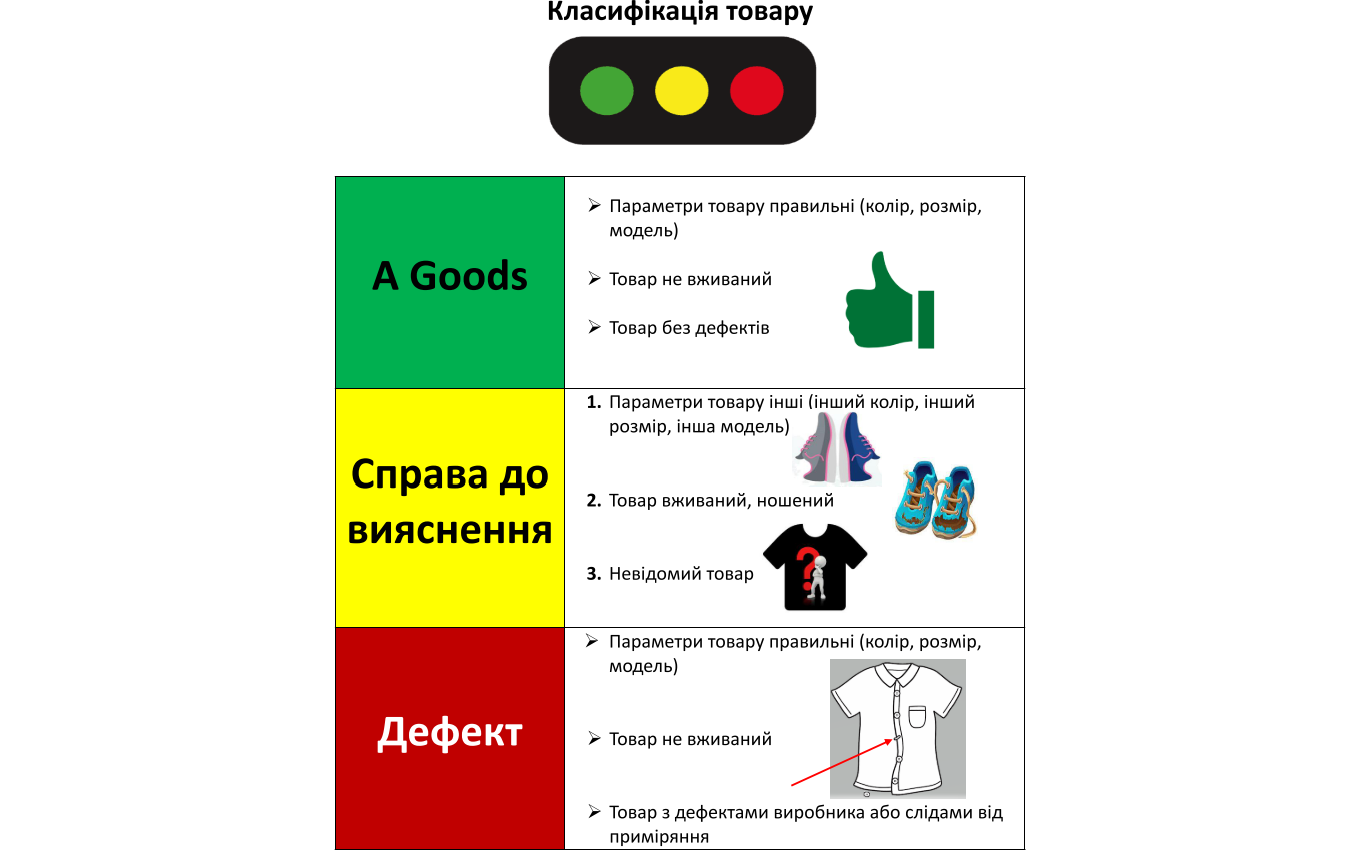 Класифікація товару
A Goods
➢ Параметри товару правильні (колір, розмір,
модель)
➢ Товар не вживаний
➢ Товар без дефектів
Справа до
вияснення
1. Параметри товару інші (інший колір, інший
розмір, інша модель)
2. Товар вживаний, ношений
?
3. Невідомий товар
Дефект
➢ Параметри товару правильні (колір, розмір,
модель)
➢ Товар не вживаний
➢ Товар з дефектами виробника або слідами від
приміряння